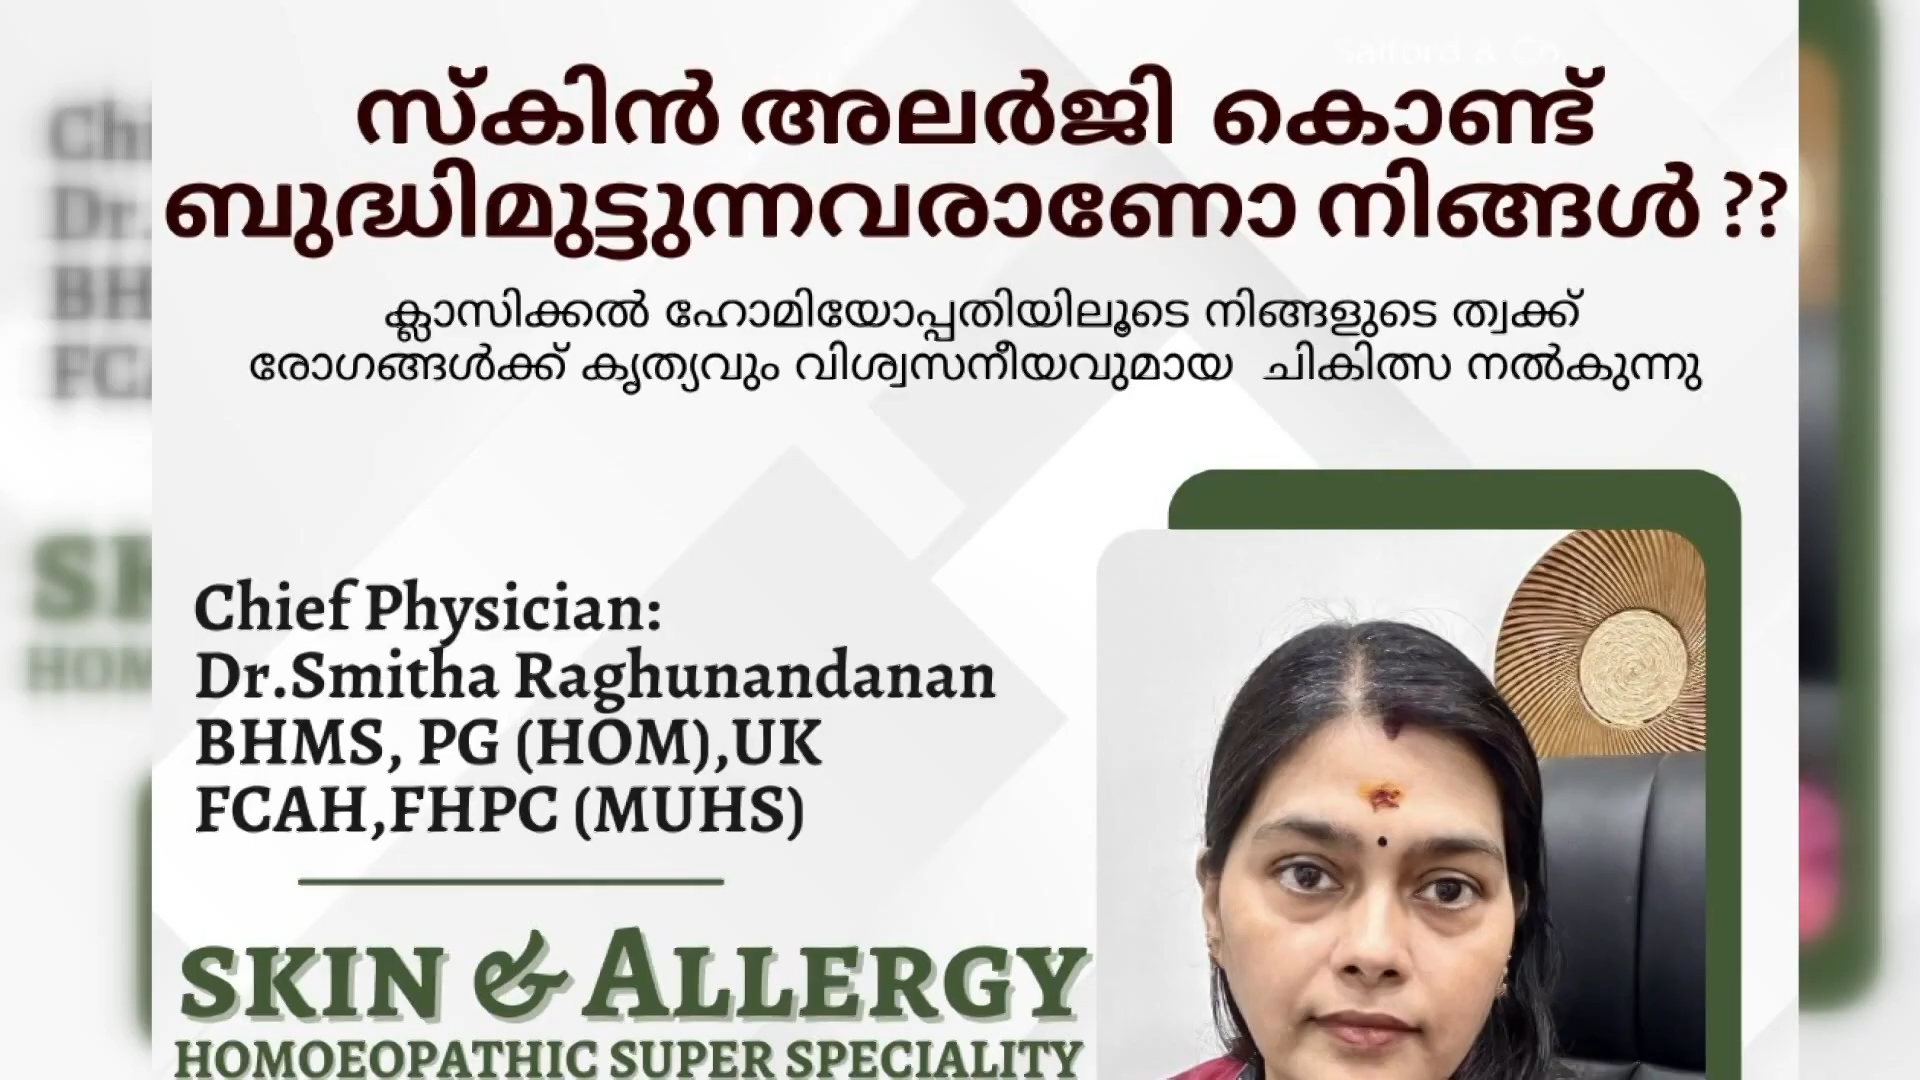 സ്കിൻ അലർജി കൊണ്ട്
ബുദ്ധിമുട്ടുന്നവരാണോ നിങ്ങൾ ??
ക്ലാസിക്കൽ ഹോമിയോപ്പതിയിലൂടെ നിങ്ങളുടെ ത്വക്ക്
രോഗങ്ങൾക്ക് കൃത്യവും വിശ്വസനീയവുമായ ചികിത്സ നൽകുന്നു
Chief Physician:
Dr.Smitha Raghunandanan
BHMS, PG (HOM),UK
FCAH,FHPC (MUHS)
SKIN & ALLERGY
HOMOEOPATHIC SUPER SPECIALITY